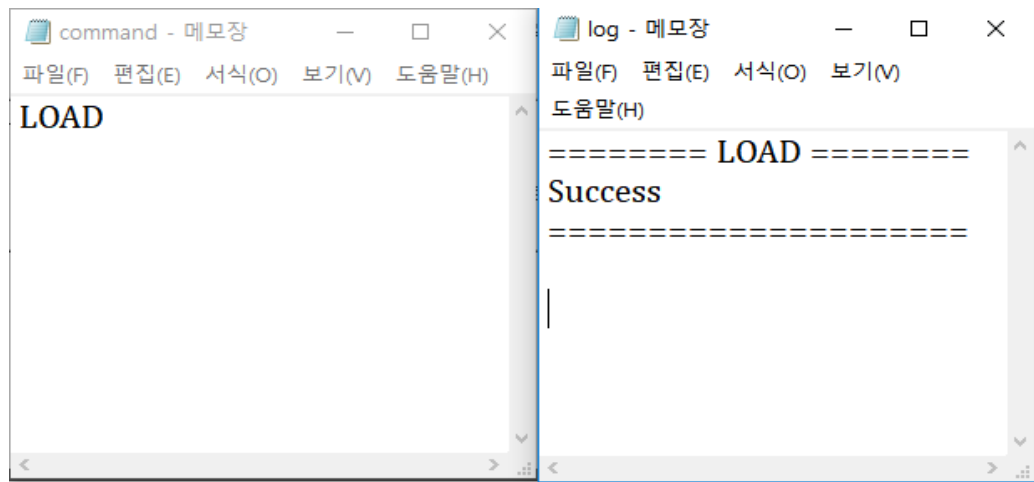 command - 메모장
파일(F) 편집(E) 서식(O) 보기(V) 도움말(H)
LOAD
log - 메모장
파일(F) 편집(E) 서식(O) 보기(V)
도움말(H)
======== LOAD ========
Success
=====================